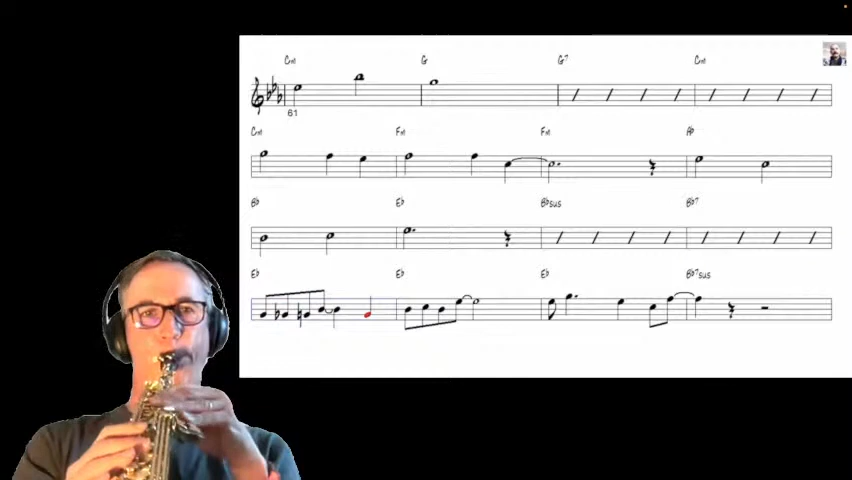 Cm G G7 Cm
61
Cm Fm Fm Ab
Bb Eb Bbsus Bb7
Eb Eb Eb Bb7sus